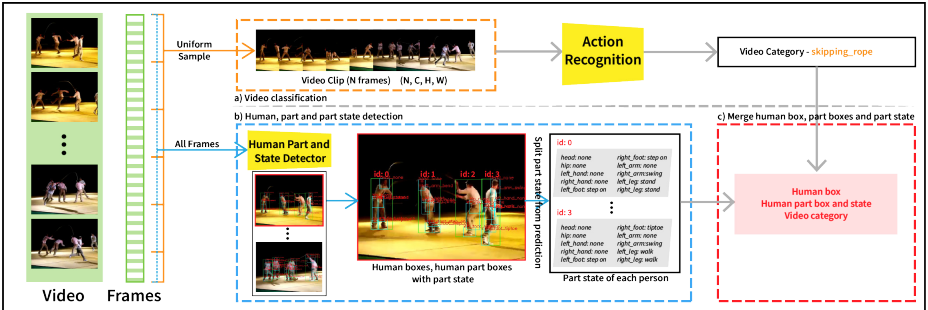 Uniform
Sample
Video Clip (N frames) (N, C, H, W)
a) Video classification
Action
Recognition
Video Category - skipping_rope
b) Human, part and part state detection
c) Merge human box, part boxes and part state
All Frames
Human Part and
State Detector
id: 0
id: 1
id: 2
id: 3
Human boxes, human part boxes
with part state
Split part state from prediction
id: 0
head: none right_foot: step on
hip: none left_arm: none
left_hand: none right_arm:swing
right_hand: none left_leg: stand
left_foot: step on right_leg: stand
id: 3
head: none right_foot: tiptoe
hip: none left_arm: none
left_hand: none right_arm:swing
right_hand: none left_leg: walk
left_foot: step on right_leg: walk
Part state of each person
Human box
Human part box and state
Video category
Video Frames